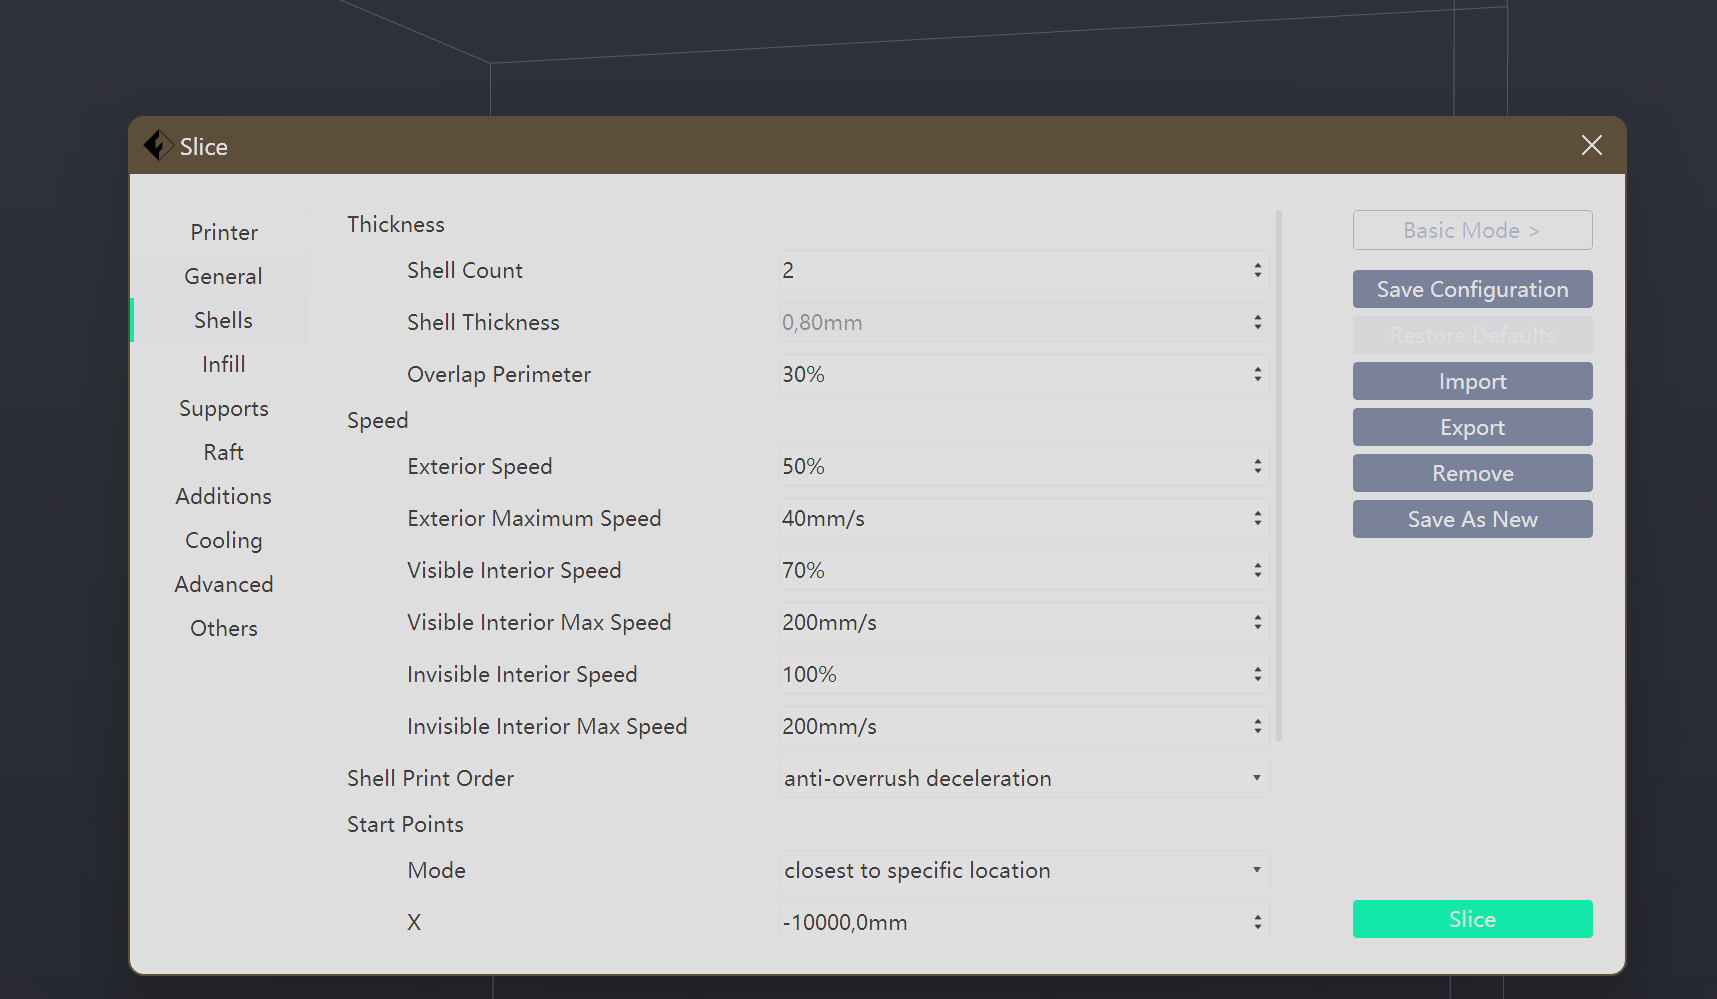 Slice
Printer
General
Shells
Infill
Supports
Raft
Additions
Cooling
Advanced
Others
Thickness
Shell Count 2
Shell Thickness 0,80mm
Overlap Perimeter 30%
Speed
Exterior Speed 50%
Exterior Maximum Speed 40mm/s
Visible Interior Speed 70%
Visible Interior Max Speed 200mm/s
Invisible Interior Speed 100%
Invisible Interior Max Speed 200mm/s
Shell Print Order anti-overrush deceleration
Start Points
Mode closest to specific location
X -10000,0mm
Basic Mode >
Save Configuration
Restore Defaults
Import
Export
Remove
Save As New
Slice